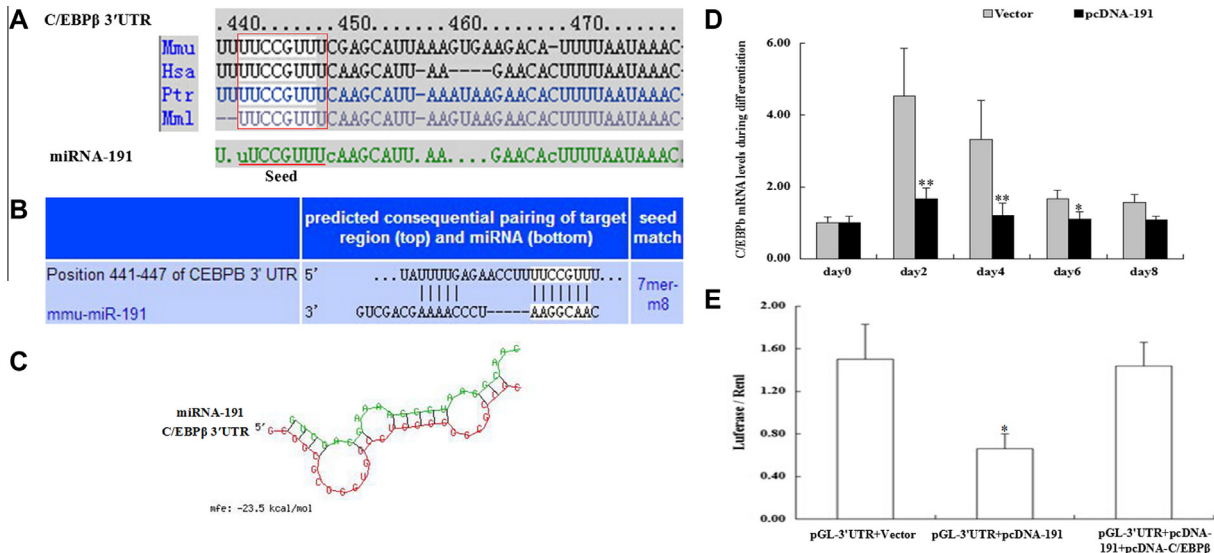 A
C/EBPβ 3'UTR
..440.......450.......460.......470....
Mmu UUUUCCGUUUCGAGCAUUAAAGUGAAGACA-UUUUAAUAAAC-
Hsa UUUUCCGUUUCAAGCAUU-AA----GAACACUUUUAAUAAAC-
Ptr UUUUCCGUUUCAAGCAUU-AAAUAAGAACACUUUUAAUAAAC-
Mml --UUCCGUUUCAAGCAUU-AAAGUAAGAACACUUUUAAUAAAC-
miRNA-191 U.uUCCGUUUcAAGCAUU.AA....GAACAcUUUUAAUAAAC.
Seed
B
predicted consequential pairing of target region (top) and miRNA (bottom)
seed match
Position 441-447 of CEBPB 3' UTR 5' ...UAUUUUGAGAACCUUUUCCGUUU...
mmu-miR-191 3' GUCGACGAAAACCCU-----AAGGCAAC
7mer-m8
C
miRNA-191
C/EBPβ 3'UTR 5'
mfe: -23.5 kcal/mol
D
Vector pcDNA-191
C/EBPb mRNA levels during differentiation
6.00
4.00
2.00
0.00
** ** *
day0 day2 day4 day6 day8
E
Luferase / Renl
2.00
1.60
1.20
0.80
0.40
0.00
*
pGL-3'UTR+Vector pGL-3'UTR+pcDNA-191 pGL-3'UTR+pcDNA-191+pcDNA-C/EBPβ